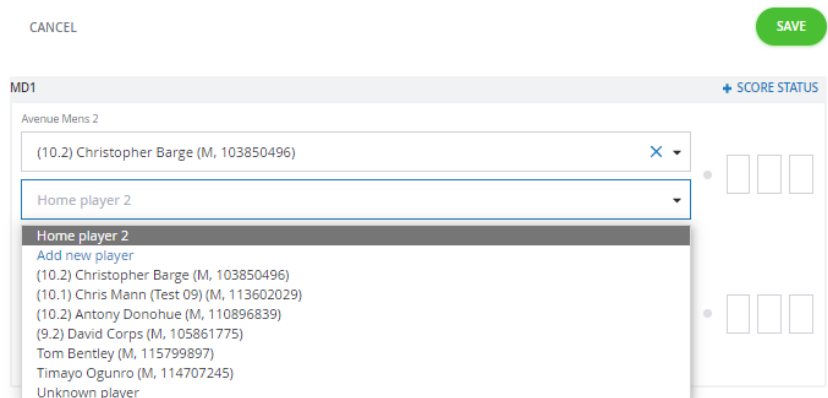 CANCEL
SAVE
MD1
+ SCORE STATUS
Avenue Mens 2
(10.2) Christopher Barge (M, 103850496)
Home player 2
Home player 2
Add new player
(10.2) Christopher Barge (M, 103850496)
(10.1) Chris Mann (Test 09) (M, 113602029)
(10.2) Antony Donohue (M, 110896839)
(9.2) David Corps (M, 105861775)
Tom Bentley (M, 115799897)
Timayo Ogunro (M, 114707245)
Unknown player